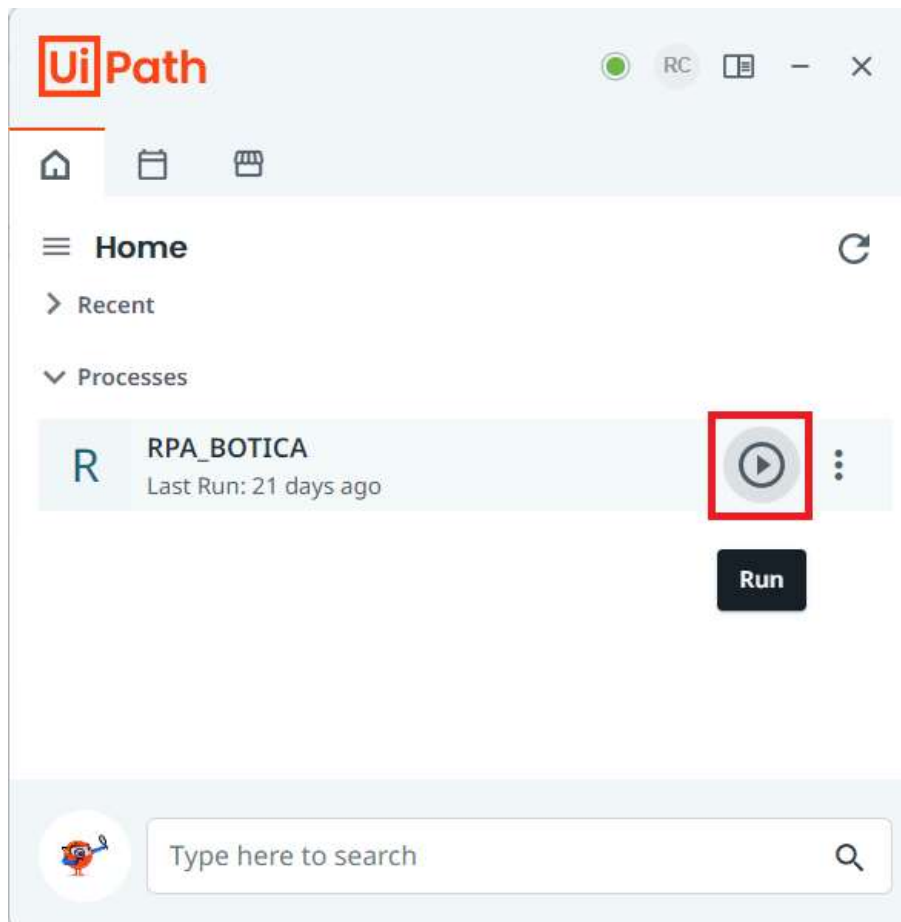 UiPath
RC
Home
Recent
Processes
R
RPA_BOTICA
Last Run: 21 days ago
Run
Type here to search